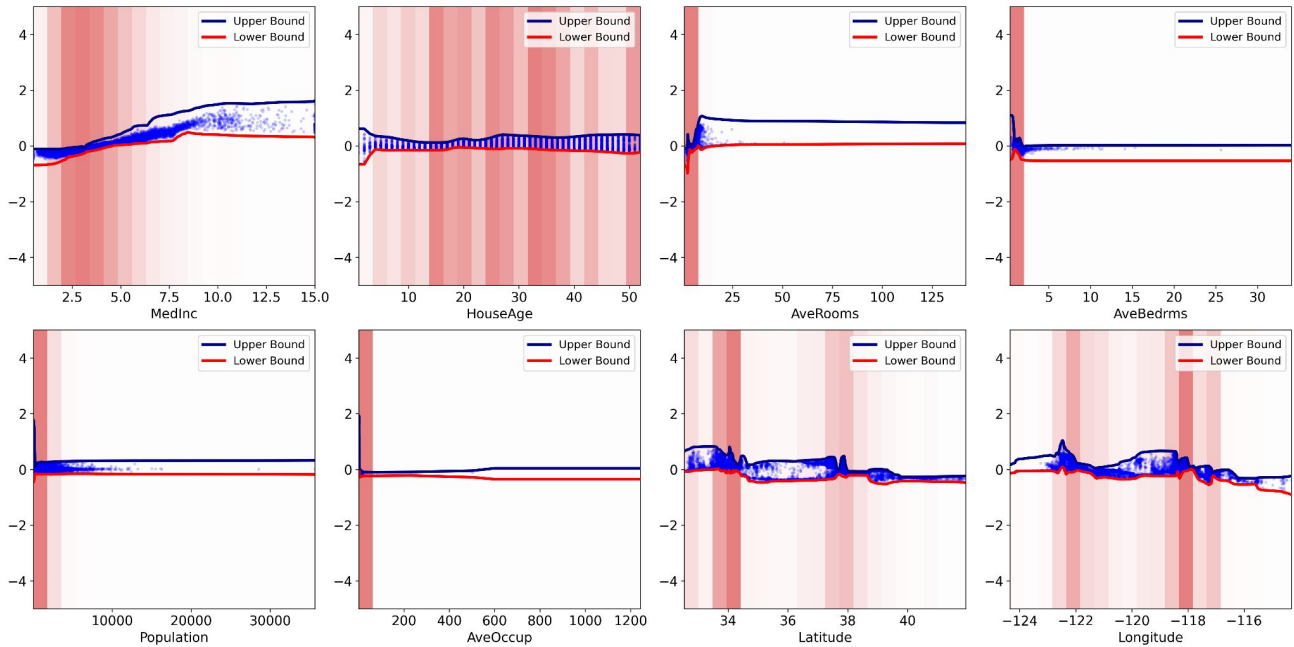 4 2 0 −2 −4
Upper Bound
Lower Bound
2.5 5.0 7.5 10.0 12.5 15.0
MedInc
4 2 0 −2 −4
Upper Bound
Lower Bound
10 20 30 40 50
HouseAge
4 2 0 −2 −4
Upper Bound
Lower Bound
25 50 75 100 125
AveRooms
4 2 0 −2 −4
Upper Bound
Lower Bound
5 10 15 20 25 30
AveBedrms
4 2 0 −2 −4
Upper Bound
Lower Bound
10000 20000 30000
Population
4 2 0 −2 −4
Upper Bound
Lower Bound
200 400 600 800 1000 1200
AveOccup
4 2 0 −2 −4
Upper Bound
Lower Bound
34 36 38 40
Latitude
4 2 0 −2 −4
Upper Bound
Lower Bound
−124 −122 −120 −118 −116
Longitude